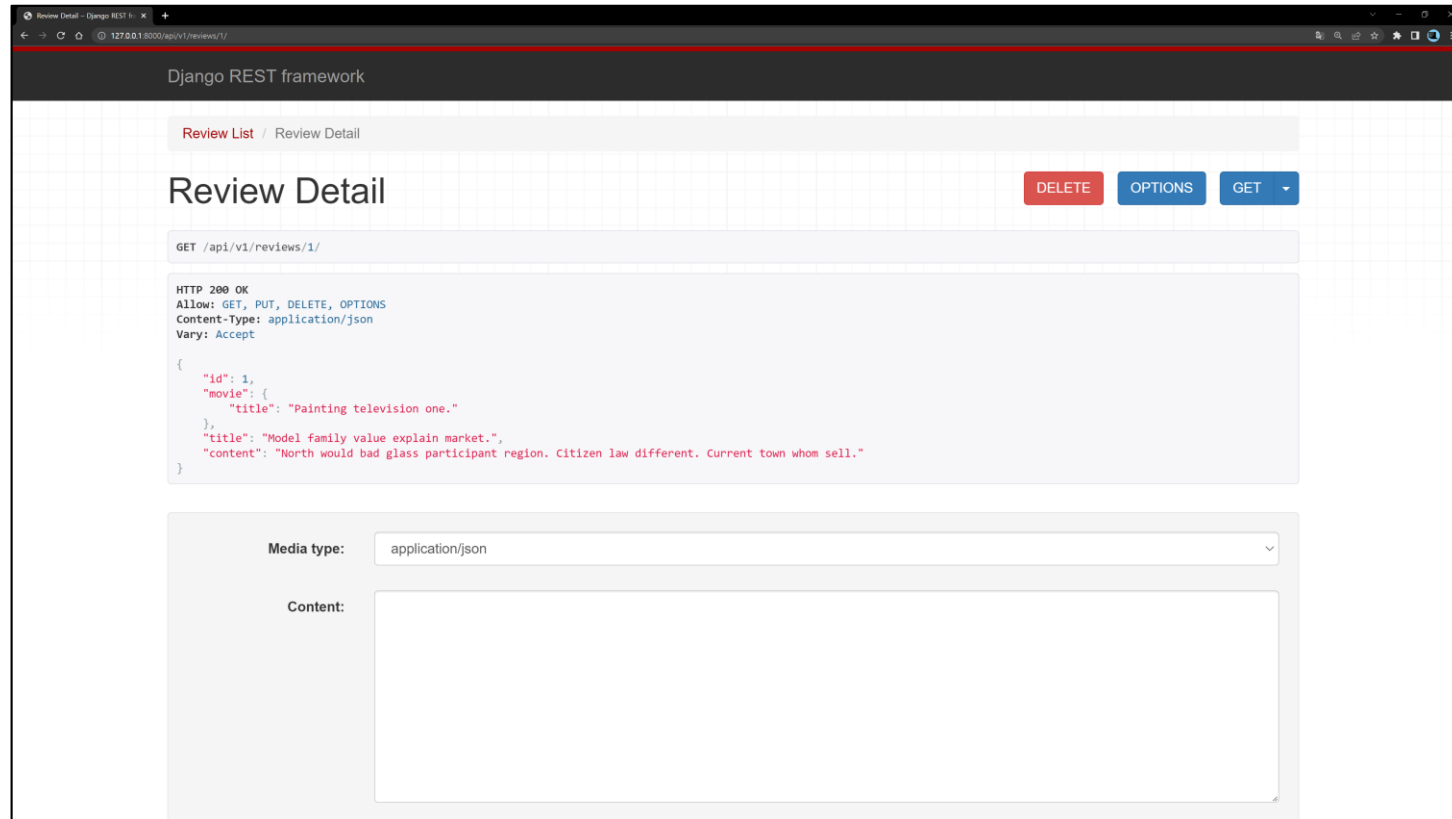 Review Detail – Django REST fr
127.0.0.1:8000/api/v1/reviews/1/
Django REST framework
Review List / Review Detail
Review Detail
DELETE OPTIONS GET
GET /api/v1/reviews/1/
HTTP 200 OK
Allow: GET, PUT, DELETE, OPTIONS
Content-Type: application/json
Vary: Accept
{
    "id": 1,
    "movie": {
        "title": "Painting television one."
    },
    "title": "Model family value explain market.",
    "content": "North would bad glass participant region. Citizen law different. Current town whom sell."
}
Media type: application/json
Content: